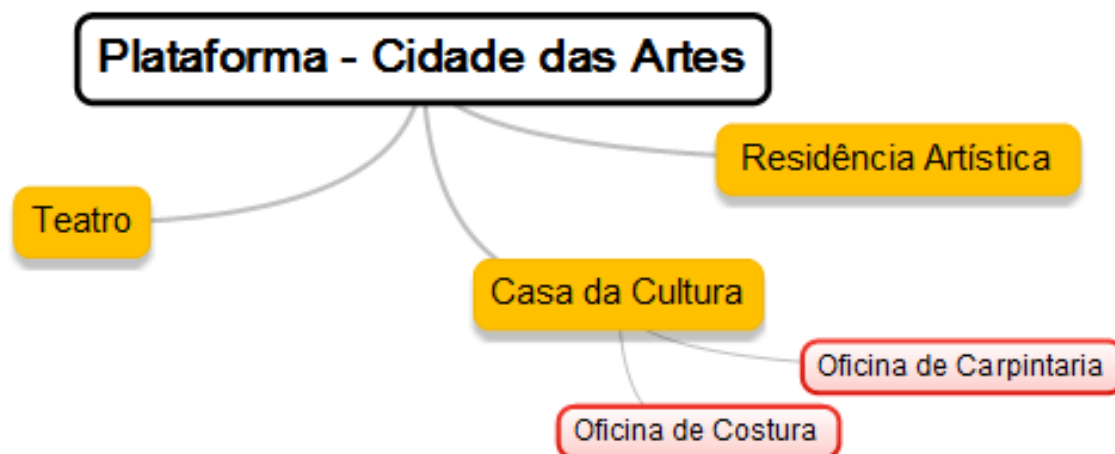 Plataforma - Cidade das Artes
Residência Artística
Teatro
Casa da Cultura
Oficina de Carpintaria
Oficina de Costura